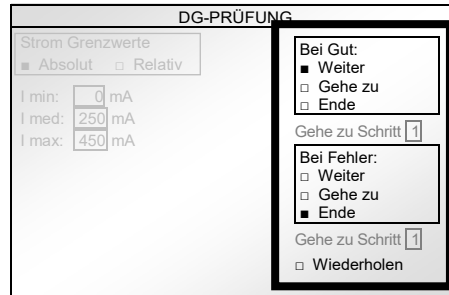 DG-PRÜFUNG
Strom Grenzwerte
■ Absolut □ Relativ
I min: 0 mA
I med: 250 mA
I max: 450 mA
Bei Gut:
■ Weiter
□ Gehe zu
□ Ende
Gehe zu Schritt 1
Bei Fehler:
□ Weiter
□ Gehe zu
■ Ende
Gehe zu Schritt 1
□ Wiederholen